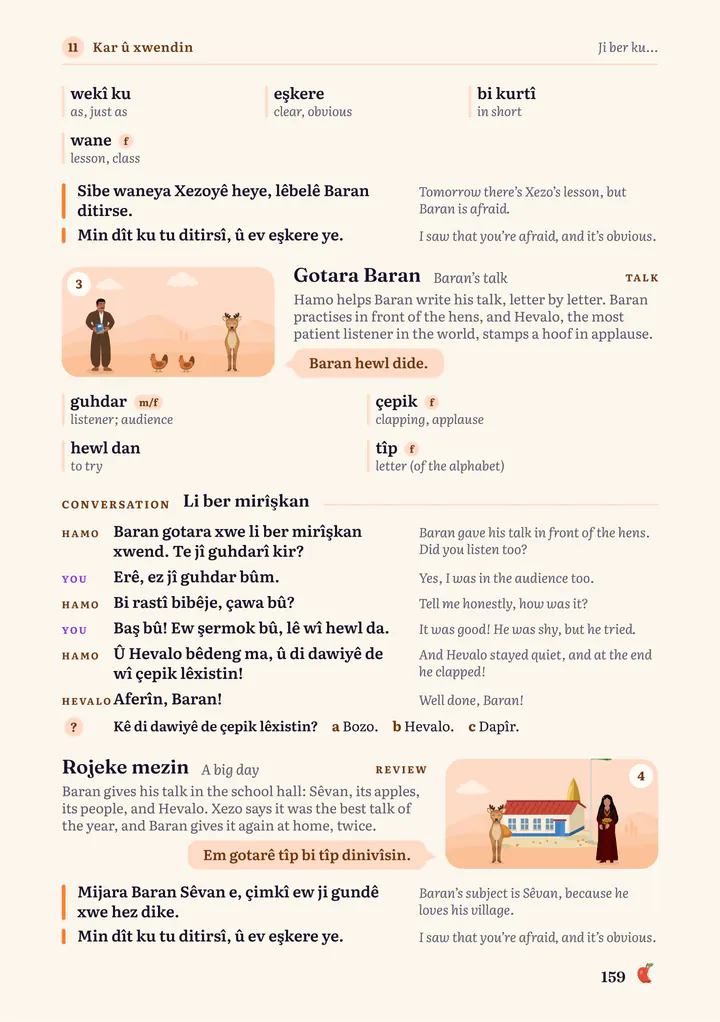 11 Kar û xwendin
Ji ber ku...
wekî ku
as, just as
eşkere
clear, obvious
bi kurtî
in short
wane f
lesson, class
Sibe waneya Xezoyê heye, lêbelê Baran
ditirse.
Tomorrow there's Xezo's lesson, but
Baran is afraid.
Min dît ku tu ditirsî, û ev eşkere ye.
I saw that you're afraid, and it's obvious.
3
Gotara Baran Baran's talk TALK
Hamo helps Baran write his talk, letter by letter. Baran
practises in front of the hens, and Hevalo, the most
patient listener in the world, stamps a hoof in applause.
Baran hewl dide.
guhdar m/f
listener; audience
çepik f
clapping, applause
hewl dan
to try
tîp f
letter (of the alphabet)
CONVERSATION Li ber mirîşkan
HAMO Baran gotara xwe li ber mirîşkan
xwend. Te jî guhdarî kir?
Baran gave his talk in front of the hens.
Did you listen too?
YOU Erê, ez jî guhdar bûm.
Yes, I was in the audience too.
HAMO Bi rastî bibêje, çawa bû?
Tell me honestly, how was it?
YOU Baş bû! Ew şermok bû, lê wî hewl da.
It was good! He was shy, but he tried.
HAMO Û Hevalo bêdeng ma, û di dawiyê de
wî çepik lêxistin!
And Hevalo stayed quiet, and at the end
he clapped!
HEVALO Aferîn, Baran!
Well done, Baran!
? Kê di dawiyê de çepik lêxistin? a Bozo. b Hevalo. c Dapîr.
Rojeke mezin A big day REVIEW
Baran gives his talk in the school hall: Sêvan, its apples,
its people, and Hevalo. Xezo says it was the best talk of
the year, and Baran gives it again at home, twice.
Em gotarê tîp bi tîp dinivîsin.
4
Mijara Baran Sêvan e, çimkî ew ji gundê
xwe hez dike.
Baran's subject is Sêvan, because he
loves his village.
Min dît ku tu ditirsî, û ev eşkere ye.
I saw that you're afraid, and it's obvious.
159